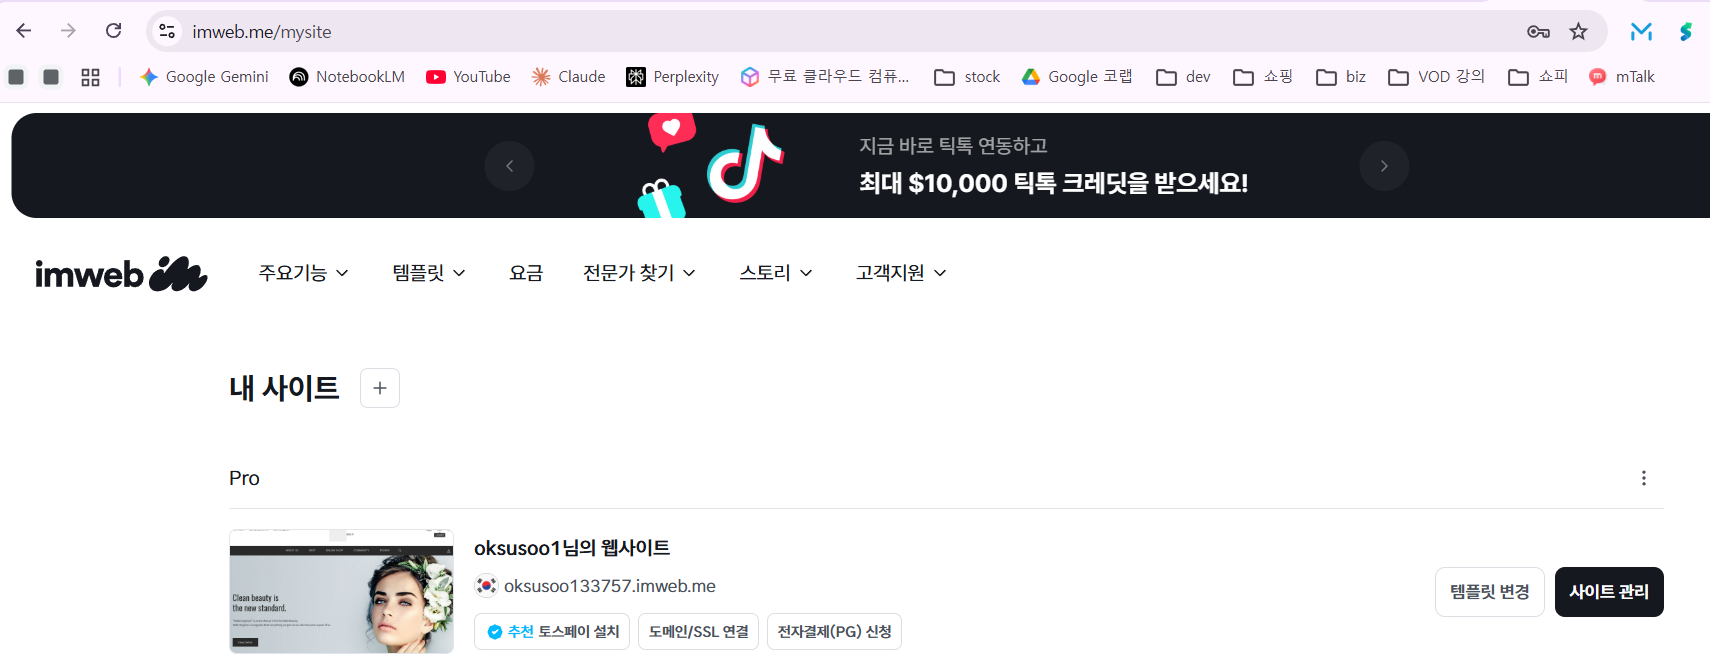 imweb.me/mysite
Google Gemini NotebookLM YouTube Claude Perplexity 무료 클라우드 컴퓨... stock Google 코랩 dev 쇼핑 biz VOD 강의 쇼피 mTalk
지금 바로 틱톡 연동하고
최대 $10,000 틱톡 크레딧을 받으세요!
imweb 주요기능 템플릿 요금 전문가 찾기 스토리 고객지원
내 사이트
Pro
oksusoo1님의 웹사이트
oksusoo133757.imweb.me
템플릿 변경 사이트 관리
Clean beauty is
the new standard.
추천 토스페이 설치 도메인/SSL 연결 전자결제(PG) 신청